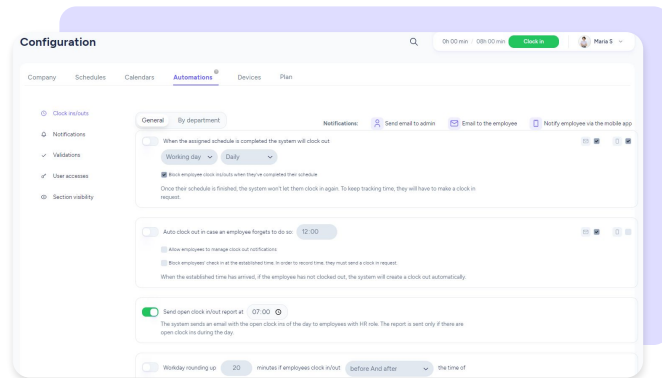 Configuration
0h 00 min / 08h 00 min
Clock in
Maria S
Company
Schedules
Calendars
Automations
Devices
Plan
Clock ins/outs
Notifications
Validations
User accesses
Section visibility
General
By department
Notifications:
Send email to admin
Email to the employee
Notify employee via the mobile app
When the assigned schedule is completed the system will clock out
Working day
Daily
Block employee clock ins/outs when they've completed their schedule
Once their schedule is finished, the system won't let them clock in again. To keep tracking time, they will have to make a clock in
request.
Auto clock out in case an employee forgets to do so:
12:00
Allow employees to manage clock out notifications
Block employees' check in at the established time. In order to record time, they must send a clock in request.
When the established time has arrived, if the employee has not clocked out, the system will create a clock out automatically.
Send open clock in/out report at
07:00
The system sends an email with the open clock ins of the day to employees with HR role. The report is sent only if there are
open clock ins during the day.
Workday rounding up
20
minutes if employees clock in/out
before And after
the time of